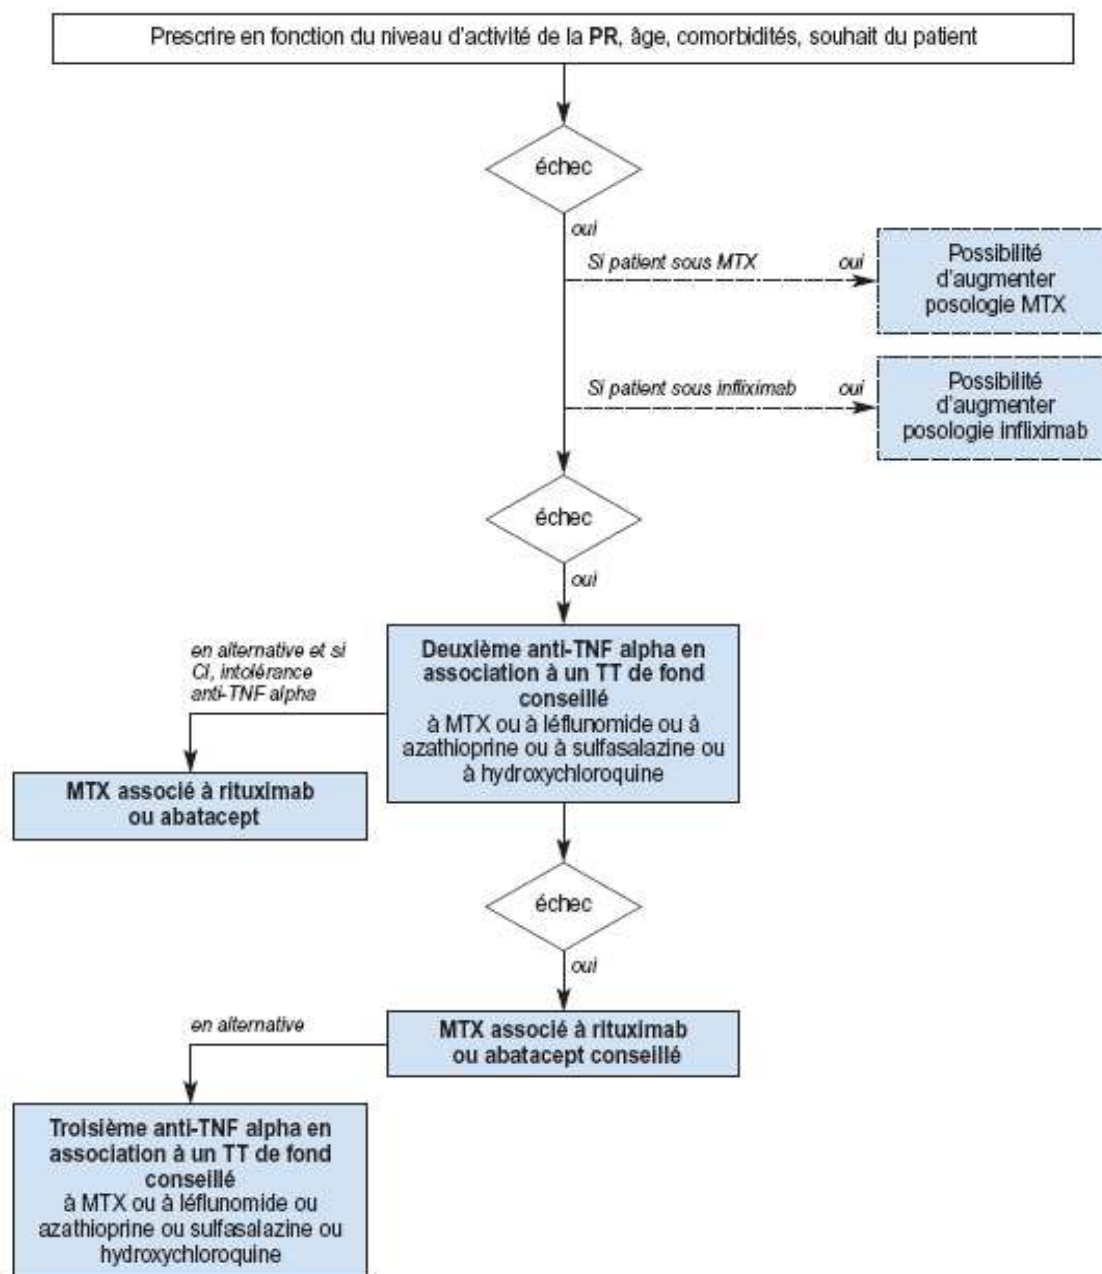 Prescrire en fonction du niveau d'activité de la PR, âge, comorbidités, souhait du patient
échec
oui
Si patient sous MTX
oui
Possibilité
d'augmenter
posologie MTX
Si patient sous infliximab
oui
Possibilité
d'augmenter
posologie infliximab
échec
oui
en alternative et si
CI, intolérance
anti-TNF alpha
Deuxième anti-TNF alpha en
association à un TT de fond
conseillé
à MTX ou à léflunomide ou à
azathioprine ou à sulfasalazine ou
à hydroxychloroquine
MTX associé à rituximab
ou abatacept
échec
oui
en alternative
MTX associé à rituximab
ou abatacept conseillé
Troisième anti-TNF alpha en
association à un TT de fond
conseillé
à MTX ou à léflunomide ou
azathioprine ou sulfasalazine ou
hydroxychloroquine